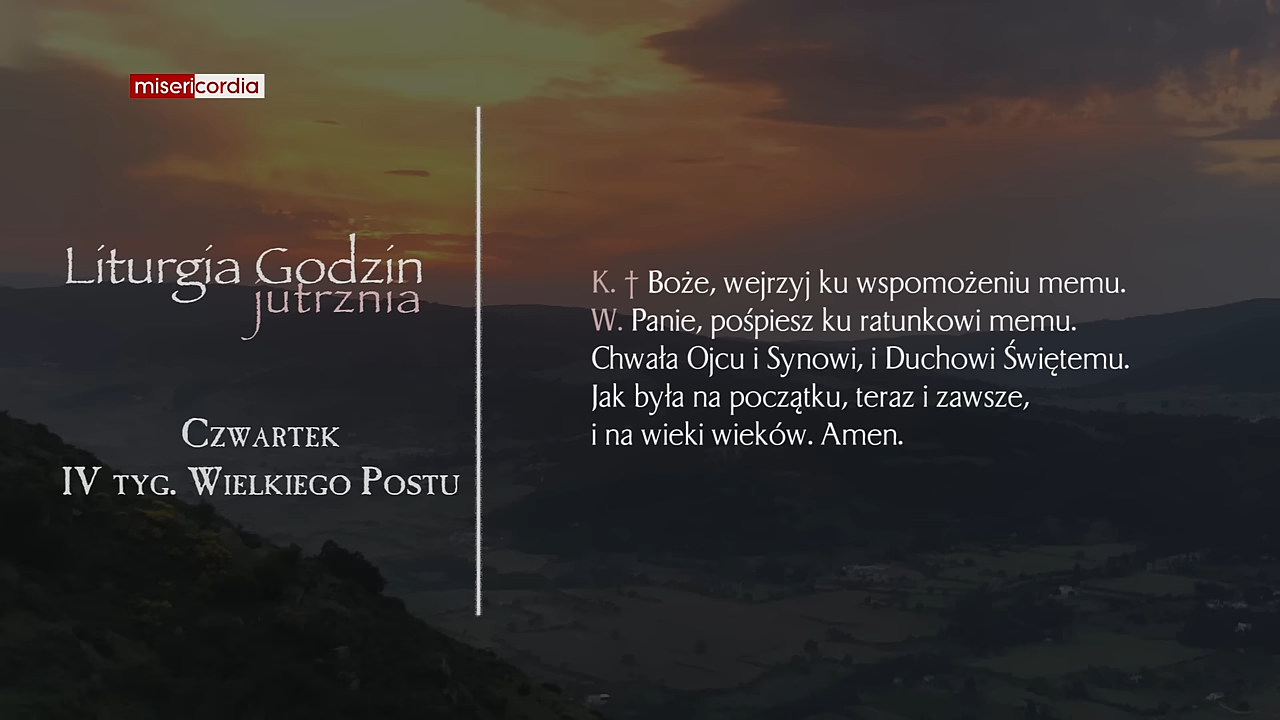 misericordia
Liturgia Godzin
jutrznia
Czwartek
IV tyg. Wielkiego Postu
K. † Boże, wejrzyj ku wspomożeniu memu.
W. Panie, pośpiesz ku ratunkowi memu.
Chwała Ojcu i Synowi, i Duchowi Świętemu.
Jak była na początku, teraz i zawsze,
i na wieki wieków. Amen.